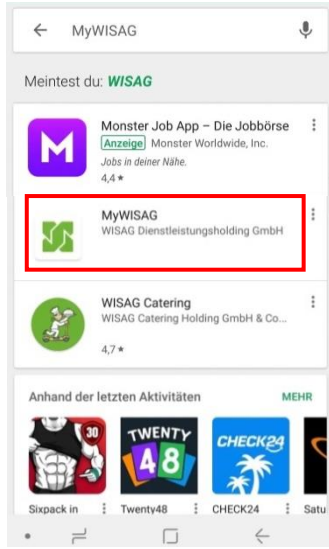 MyWISAG
Meintest du: WISAG
Monster Job App – Die Jobbörse
Anzeige Monster Worldwide, Inc.
Jobs in deiner Nähe.
4,4 ★
MyWISAG
WISAG Dienstleistungsholding GmbH
WISAG Catering
WISAG Catering Holding GmbH & Co...
4,7 ★
Anhand der letzten Aktivitäten MEHR
30
TWENTY
48
CHECK24
Sixpack in Twenty48 CHECK24 Satu